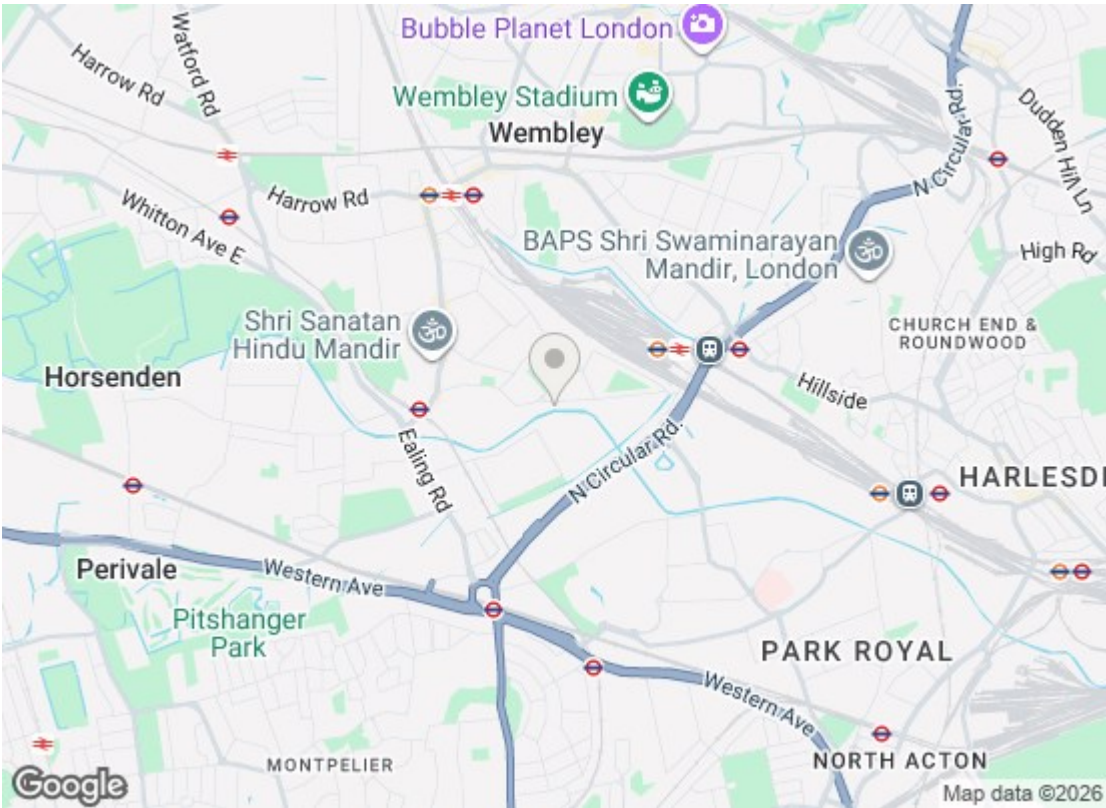 Bubble Planet London
Watford Rd
Harrow Rd
Wembley Stadium
Wembley
N Circular Rd.
Dudden Hill Ln
Harrow Rd
Whitton Ave E
BAPS Shri Swaminarayan
Mandir, London
High Rd
Shri Sanatan
Hindu Mandir
CHURCH END &
ROUNDWOOD
Horsenden
Hillside
Ealing Rd
N Circular Rd.
HARLESDE
Perivale
Western Ave
Pitshanger
Park
PARK ROYAL
Western Ave
MONTPELIER
NORTH ACTON
Google
Map data ©2026